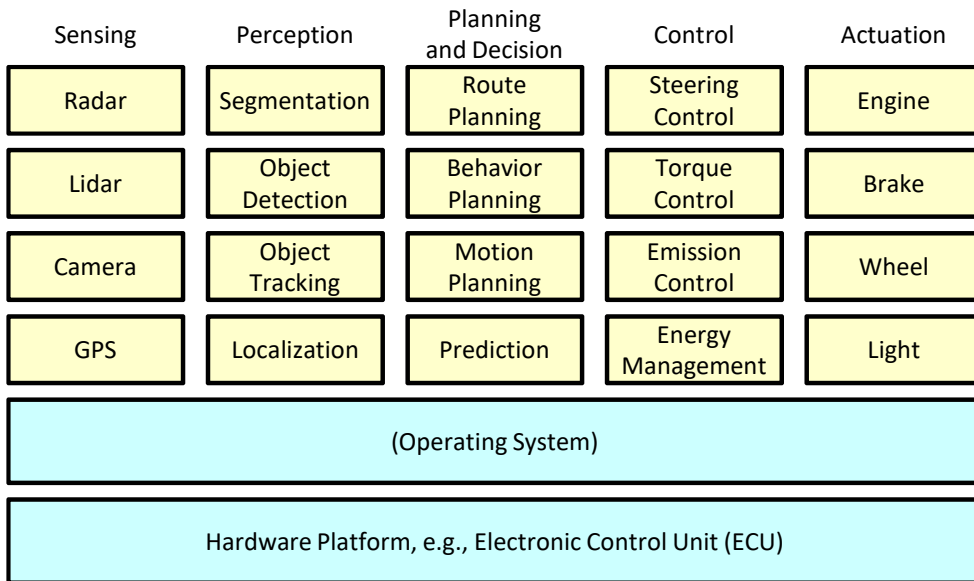 Sensing
Perception
Planning
and Decision
Control
Actuation
Radar
Segmentation
Route
Planning
Steering
Control
Engine
Lidar
Object
Detection
Behavior
Planning
Torque
Control
Brake
Camera
Object
Tracking
Motion
Planning
Emission
Control
Wheel
GPS
Localization
Prediction
Energy
Management
Light
(Operating System)
Hardware Platform, e.g., Electronic Control Unit (ECU)